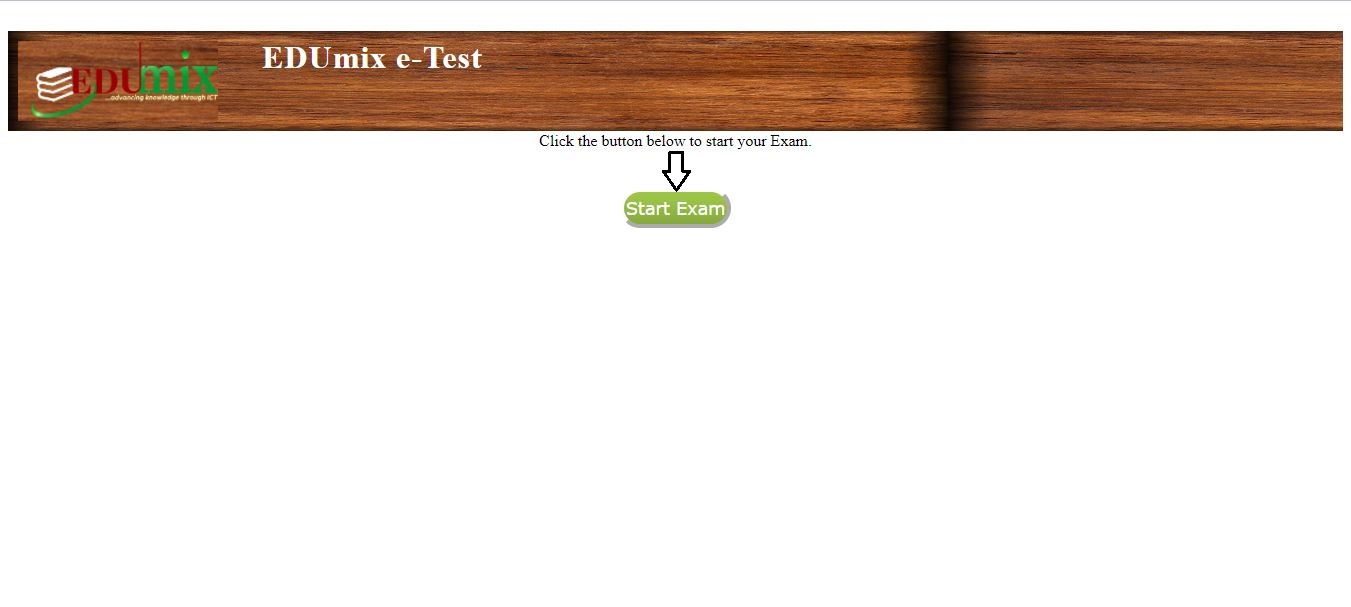 EDUmix e-Test
EDUmix
...advancing knowledge through ICT
Click the button below to start your Exam.
Start Exam